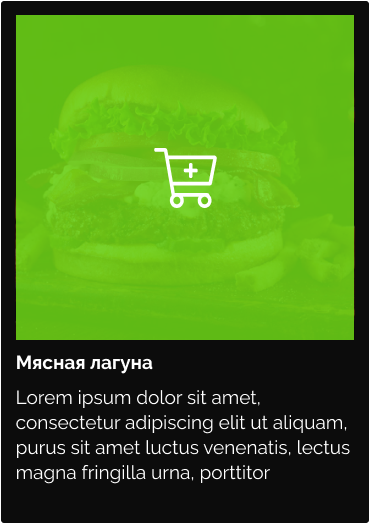 Мясная лагуна
Lorem ipsum dolor sit amet,
consectetur adipiscing elit ut aliquam,
purus sit amet luctus venenatis, lectus
magna fringilla urna, porttitor